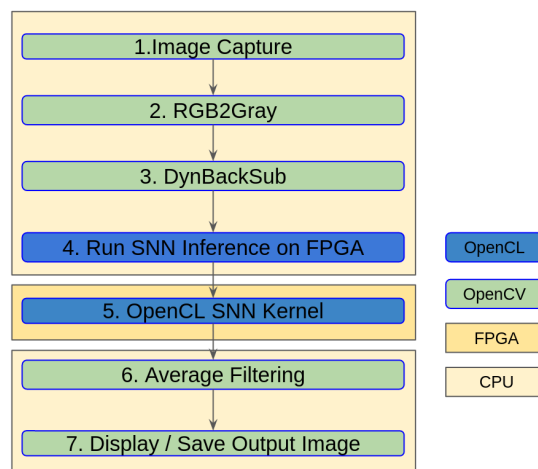 1.Image Capture
2. RGB2Gray
3. DynBackSub
4. Run SNN Inference on FPGA
5. OpenCL SNN Kernel
6. Average Filtering
7. Display / Save Output Image
OpenCL
OpenCV
FPGA
CPU